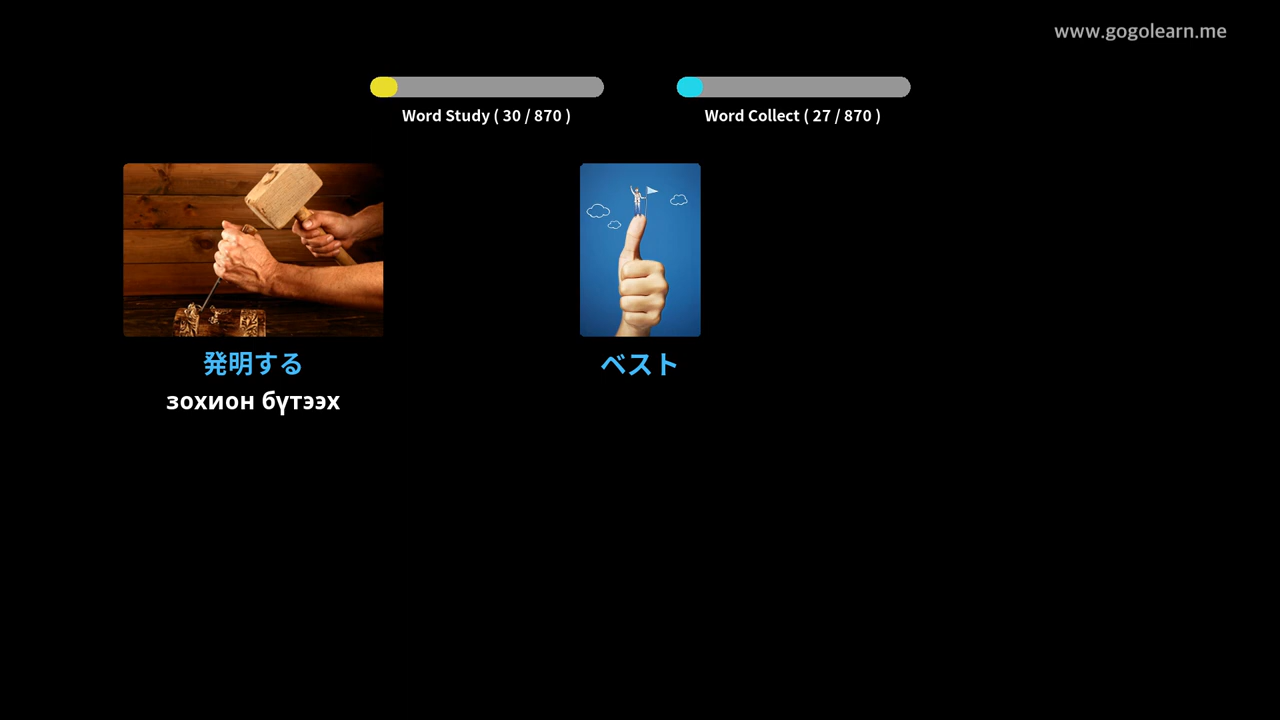 www.gogolearn.me
Word Study ( 30 / 870 )
Word Collect ( 27 / 870 )
発明する
зохион бүтээх
ベスト